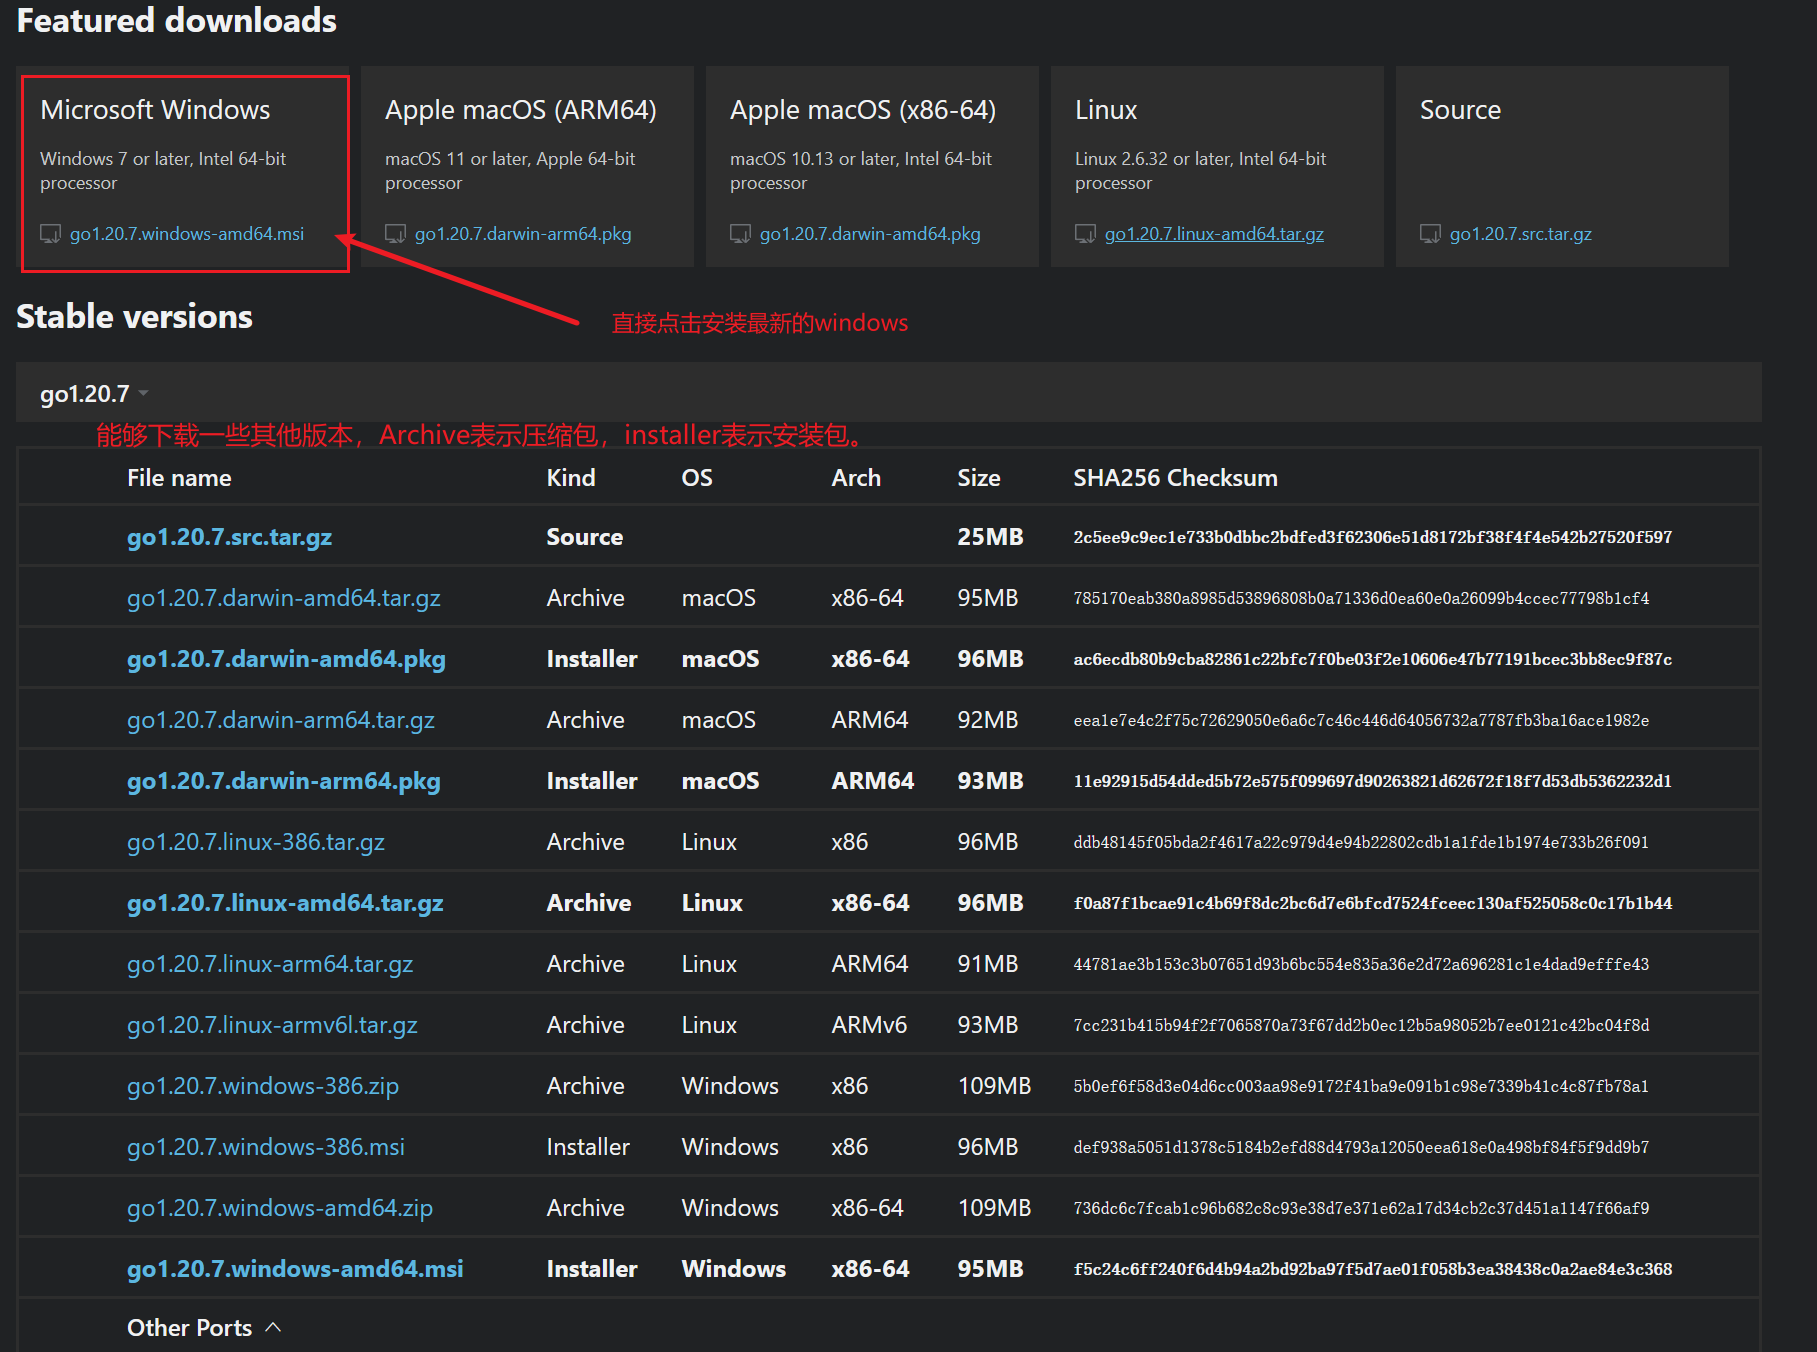 Featured downloads
Microsoft Windows
Windows 7 or later, Intel 64-bit
processor
go1.20.7.windows-amd64.msi
Apple macOS (ARM64)
macOS 11 or later, Apple 64-bit
processor
go1.20.7.darwin-arm64.pkg
Apple macOS (x86-64)
macOS 10.13 or later, Intel 64-bit
processor
go1.20.7.darwin-amd64.pkg
Linux
Linux 2.6.32 or later, Intel 64-bit
processor
go1.20.7.linux-amd64.tar.gz
Source
go1.20.7.src.tar.gz
直接点击安装最新的windows
Stable versions
go1.20.7
能够下载一些其他版本，Archive表示压缩包，installer表示安装包。
File name Kind OS Arch Size SHA256 Checksum
go1.20.7.src.tar.gz Source 25MB 2c5ee9c9ec1e733b0dbbc2bdfed3f62306e51d8172bf38f4f4e542b27520f597
go1.20.7.darwin-amd64.tar.gz Archive macOS x86-64 95MB 785170eab380a8985d53896808b0a71336d0ea60e0a26099b4ccec77798b1cf4
go1.20.7.darwin-amd64.pkg Installer macOS x86-64 96MB ac6ecdb80b9cba82861c22bfc7f0be03f2e10606e47b77191bcec3bb8ec9f87c
go1.20.7.darwin-arm64.tar.gz Archive macOS ARM64 92MB eea1e7e4c2f75c72629050e6a6c7c46c446d64056732a7787fb3ba16ace1982e
go1.20.7.darwin-arm64.pkg Installer macOS ARM64 93MB 11e92915d54dded5b72e575f099697d90263821d62672f18f7d53db5362232d1
go1.20.7.linux-386.tar.gz Archive Linux x86 96MB ddb48145f05bda2f4617a22c979d4e94b22802cdb1a1fde1b1974e733b26f091
go1.20.7.linux-amd64.tar.gz Archive Linux x86-64 96MB f0a87f1bcae91c4b69f8dc2bc6d7e6bfcd7524fceec130af525058c0c17b1b44
go1.20.7.linux-arm64.tar.gz Archive Linux ARM64 91MB 44781ae3b153c3b07651d93b6bc554e835a36e2d72a696281c1e4dad9efffe43
go1.20.7.linux-armv6l.tar.gz Archive Linux ARMv6 93MB 7cc231b415b94f2f7065870a73f67dd2b0ec12b5a98052b7ee0121c42bc04f8d
go1.20.7.windows-386.zip Archive Windows x86 109MB 5b0ef6f58d3e04d6cc003aa98e9172f41ba9e091b1c98e7339b41c4c87fb78a1
go1.20.7.windows-386.msi Installer Windows x86 96MB def938a5051d1378c5184b2efd88d4793a12050eea618e0a498bf84f5f9dd9b7
go1.20.7.windows-amd64.zip Archive Windows x86-64 109MB 736dc6c7fcab1c96b682c8c93e38d7e371e62a17d34cb2c37d451a1147f66af9
go1.20.7.windows-amd64.msi Installer Windows x86-64 95MB f5c24c6ff240f6d4b94a2bd92ba97f5d7ae01f058b3ea38438c0a2ae84e3c368
Other Ports